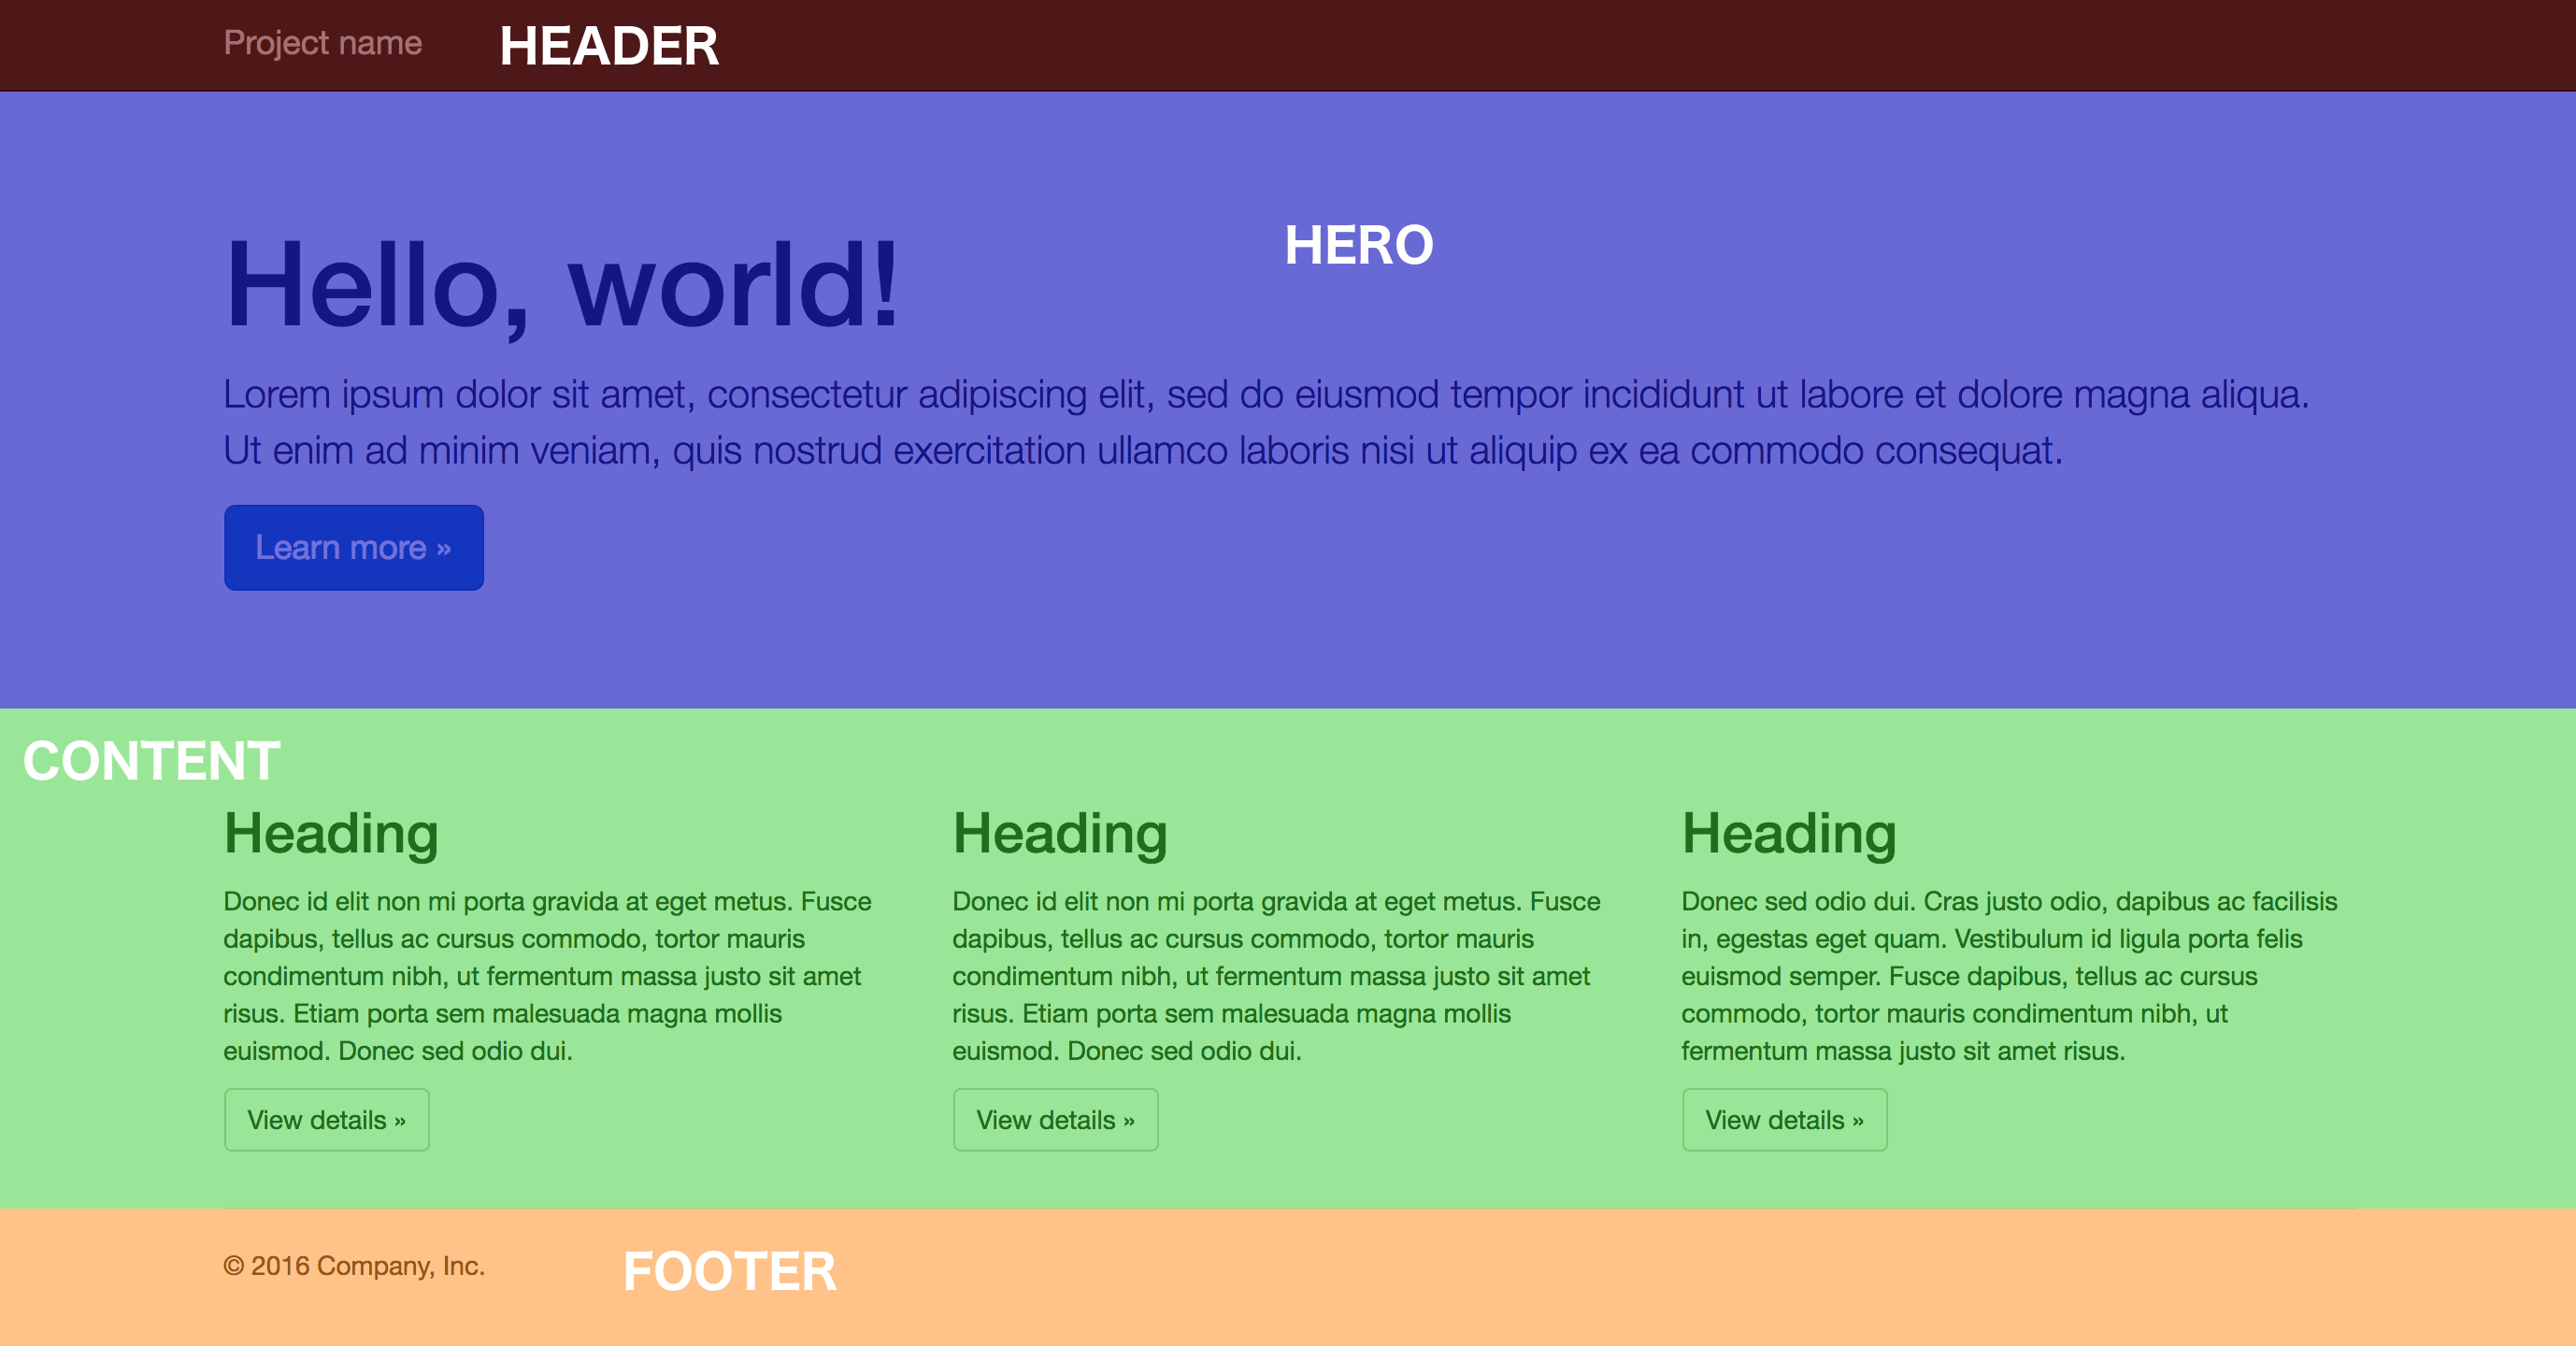 Project name HEADER
HERO
Hello, world!
Lorem ipsum dolor sit amet, consectetur adipiscing elit, sed do eiusmod tempor incididunt ut labore et dolore magna aliqua.
Ut enim ad minim veniam, quis nostrud exercitation ullamco laboris nisi ut aliquip ex ea commodo consequat.
Learn more »
CONTENT
Heading
Donec id elit non mi porta gravida at eget metus. Fusce
dapibus, tellus ac cursus commodo, tortor mauris
condimentum nibh, ut fermentum massa justo sit amet
risus. Etiam porta sem malesuada magna mollis
euismod. Donec sed odio dui.
View details »
Heading
Donec id elit non mi porta gravida at eget metus. Fusce
dapibus, tellus ac cursus commodo, tortor mauris
condimentum nibh, ut fermentum massa justo sit amet
risus. Etiam porta sem malesuada magna mollis
euismod. Donec sed odio dui.
View details »
Heading
Donec sed odio dui. Cras justo odio, dapibus ac facilisis
in, egestas eget quam. Vestibulum id ligula porta felis
euismod semper. Fusce dapibus, tellus ac cursus
commodo, tortor mauris condimentum nibh, ut
fermentum massa justo sit amet risus.
View details »
© 2016 Company, Inc. FOOTER